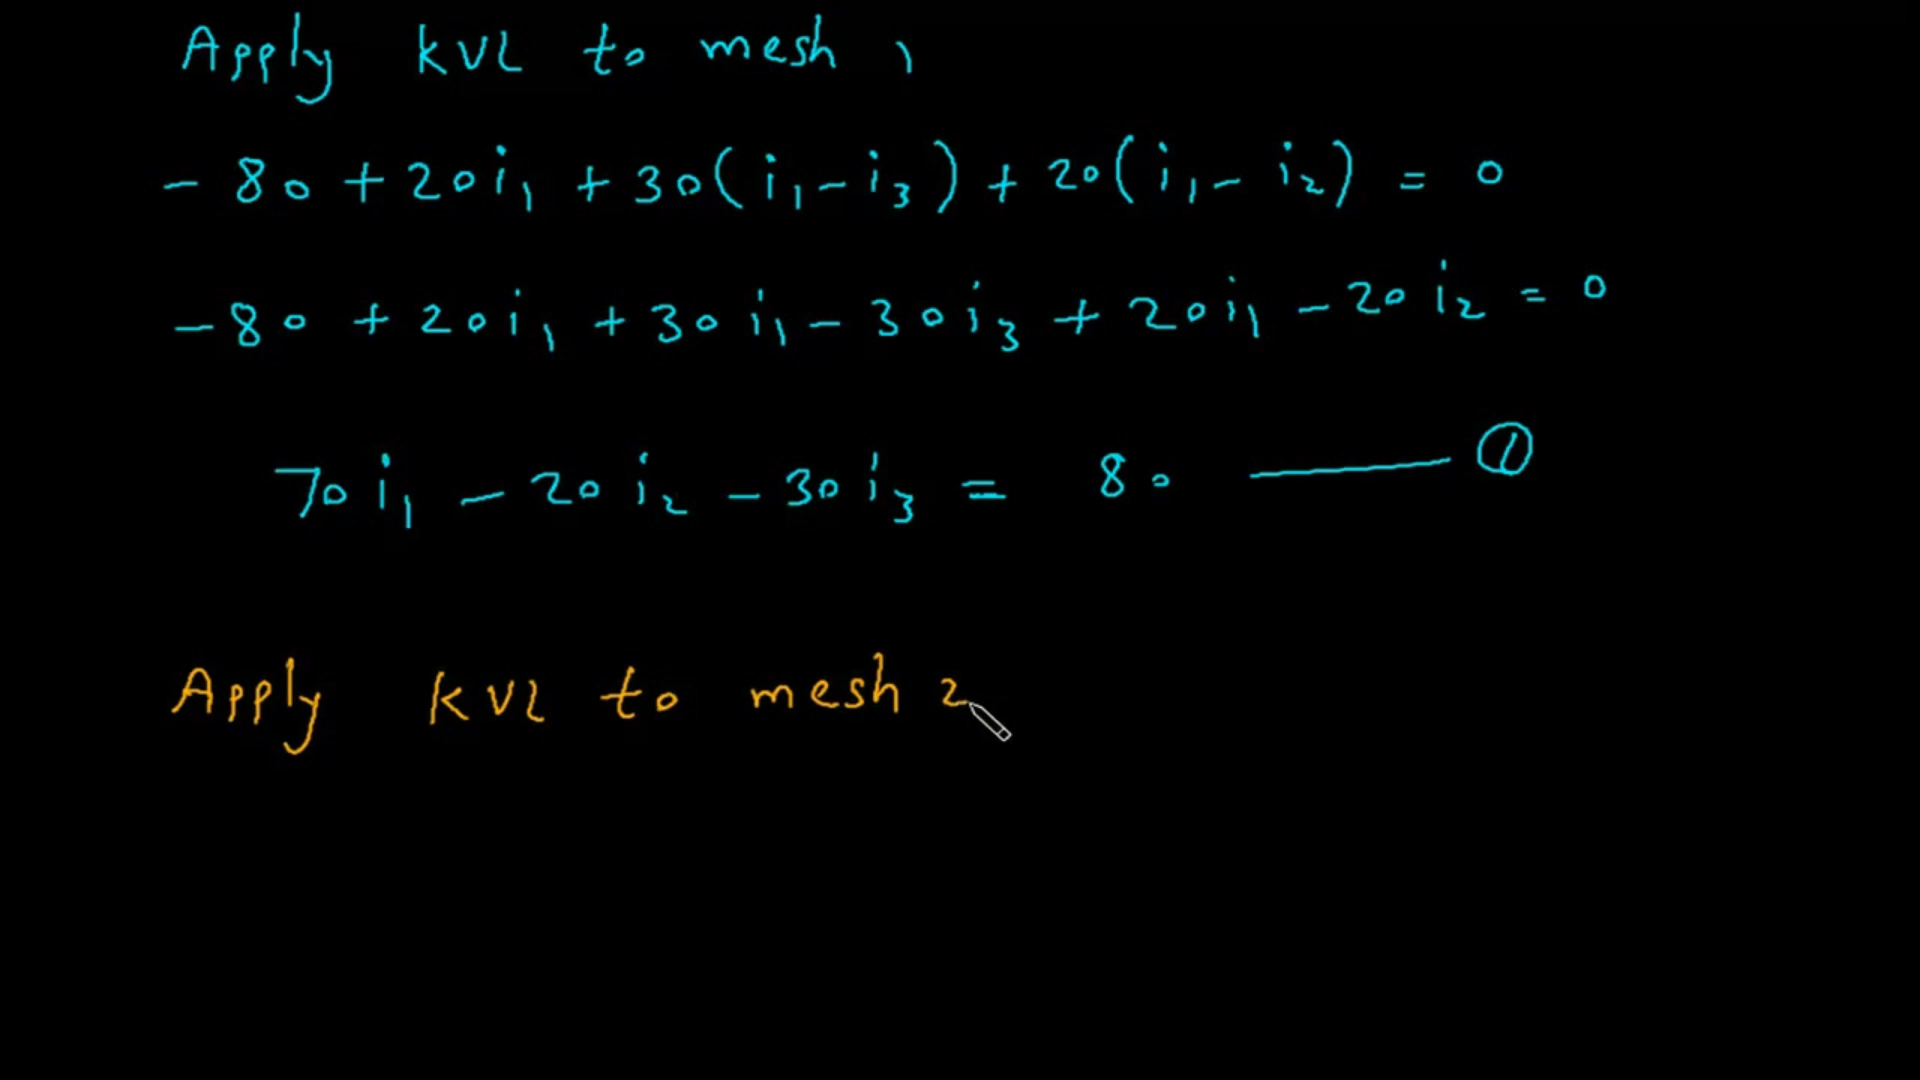 Apply KVL to mesh 1
- 80 + 20i₁ + 30(i₁ - i₃) + 20(i₁ - i₂) = 0
- 80 + 20i₁ + 30i₁ - 30i₃ + 20i₁ - 20i₂ = 0
70i₁ - 20i₂ - 30i₃ = 80 —— ①
Apply KVL to mesh 2